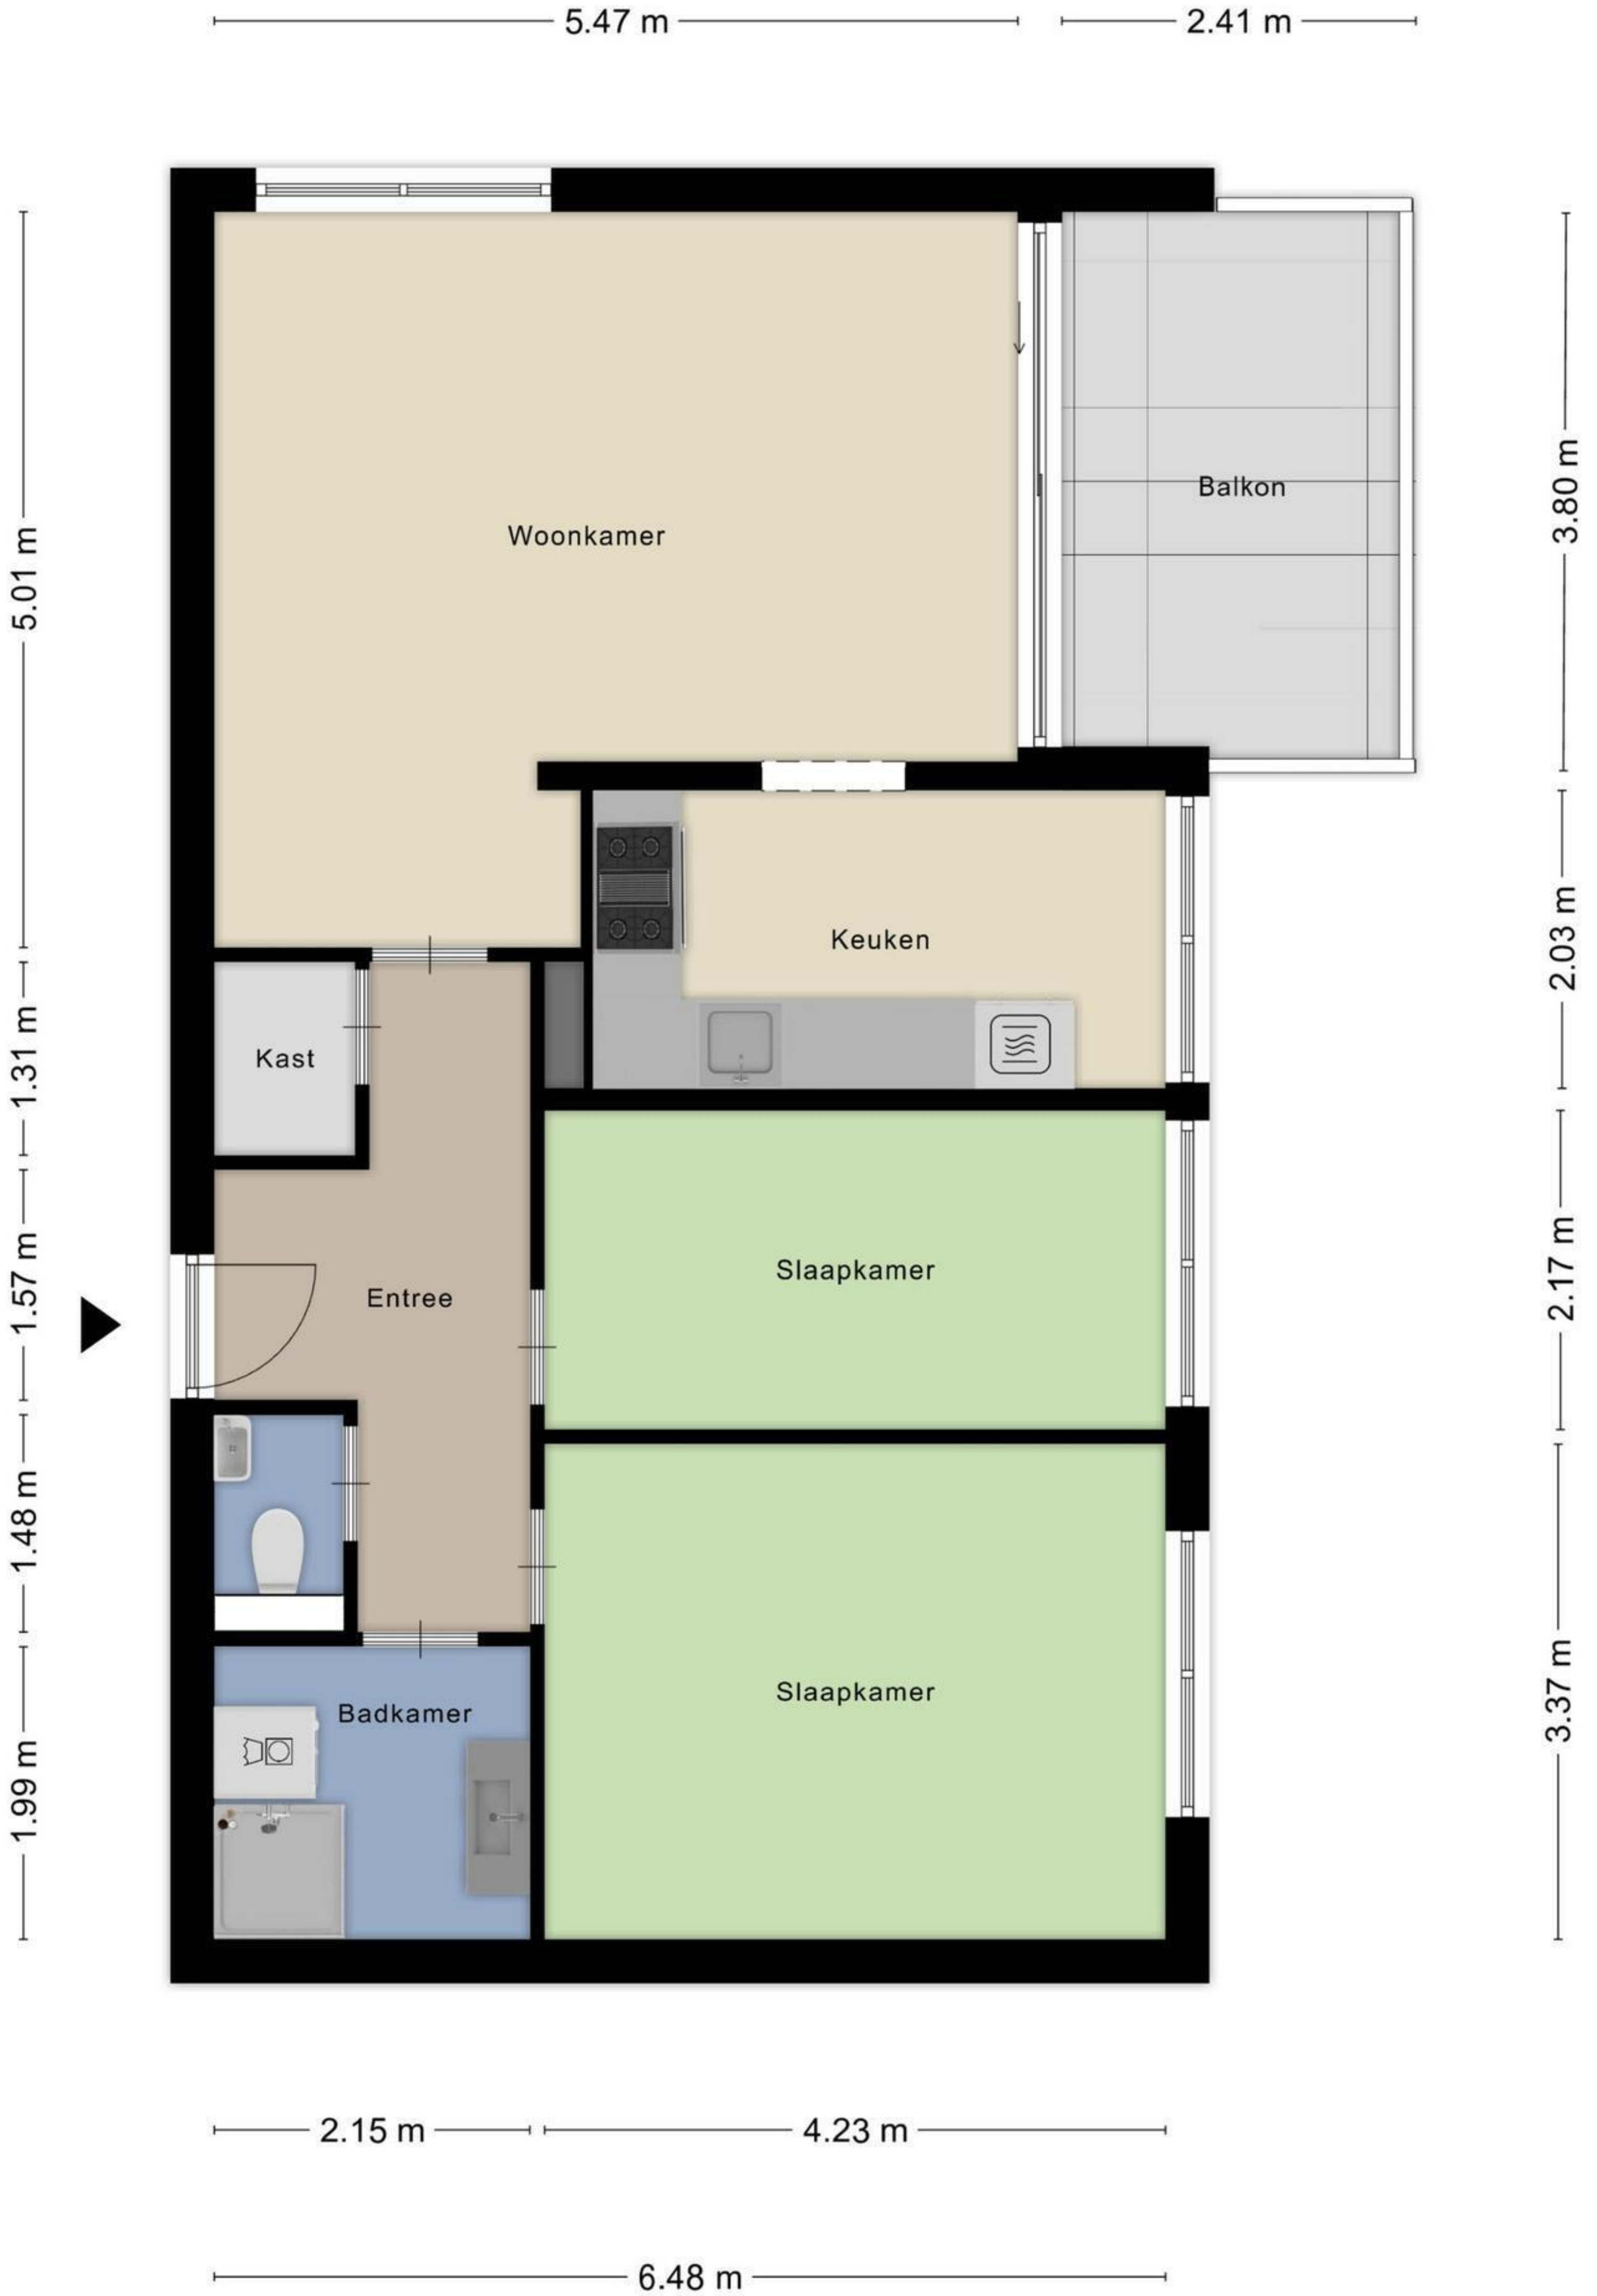 5.47 m
2.41 m
5.01 m
1.31 m
1.57 m
1.48 m
1.99 m
Woonkamer
Balkon
Keuken
Kast
Entree
Slaapkamer
Slaapkamer
Badkamer
3.80 m
2.03 m
2.17 m
3.37 m
2.15 m
4.23 m
6.48 m